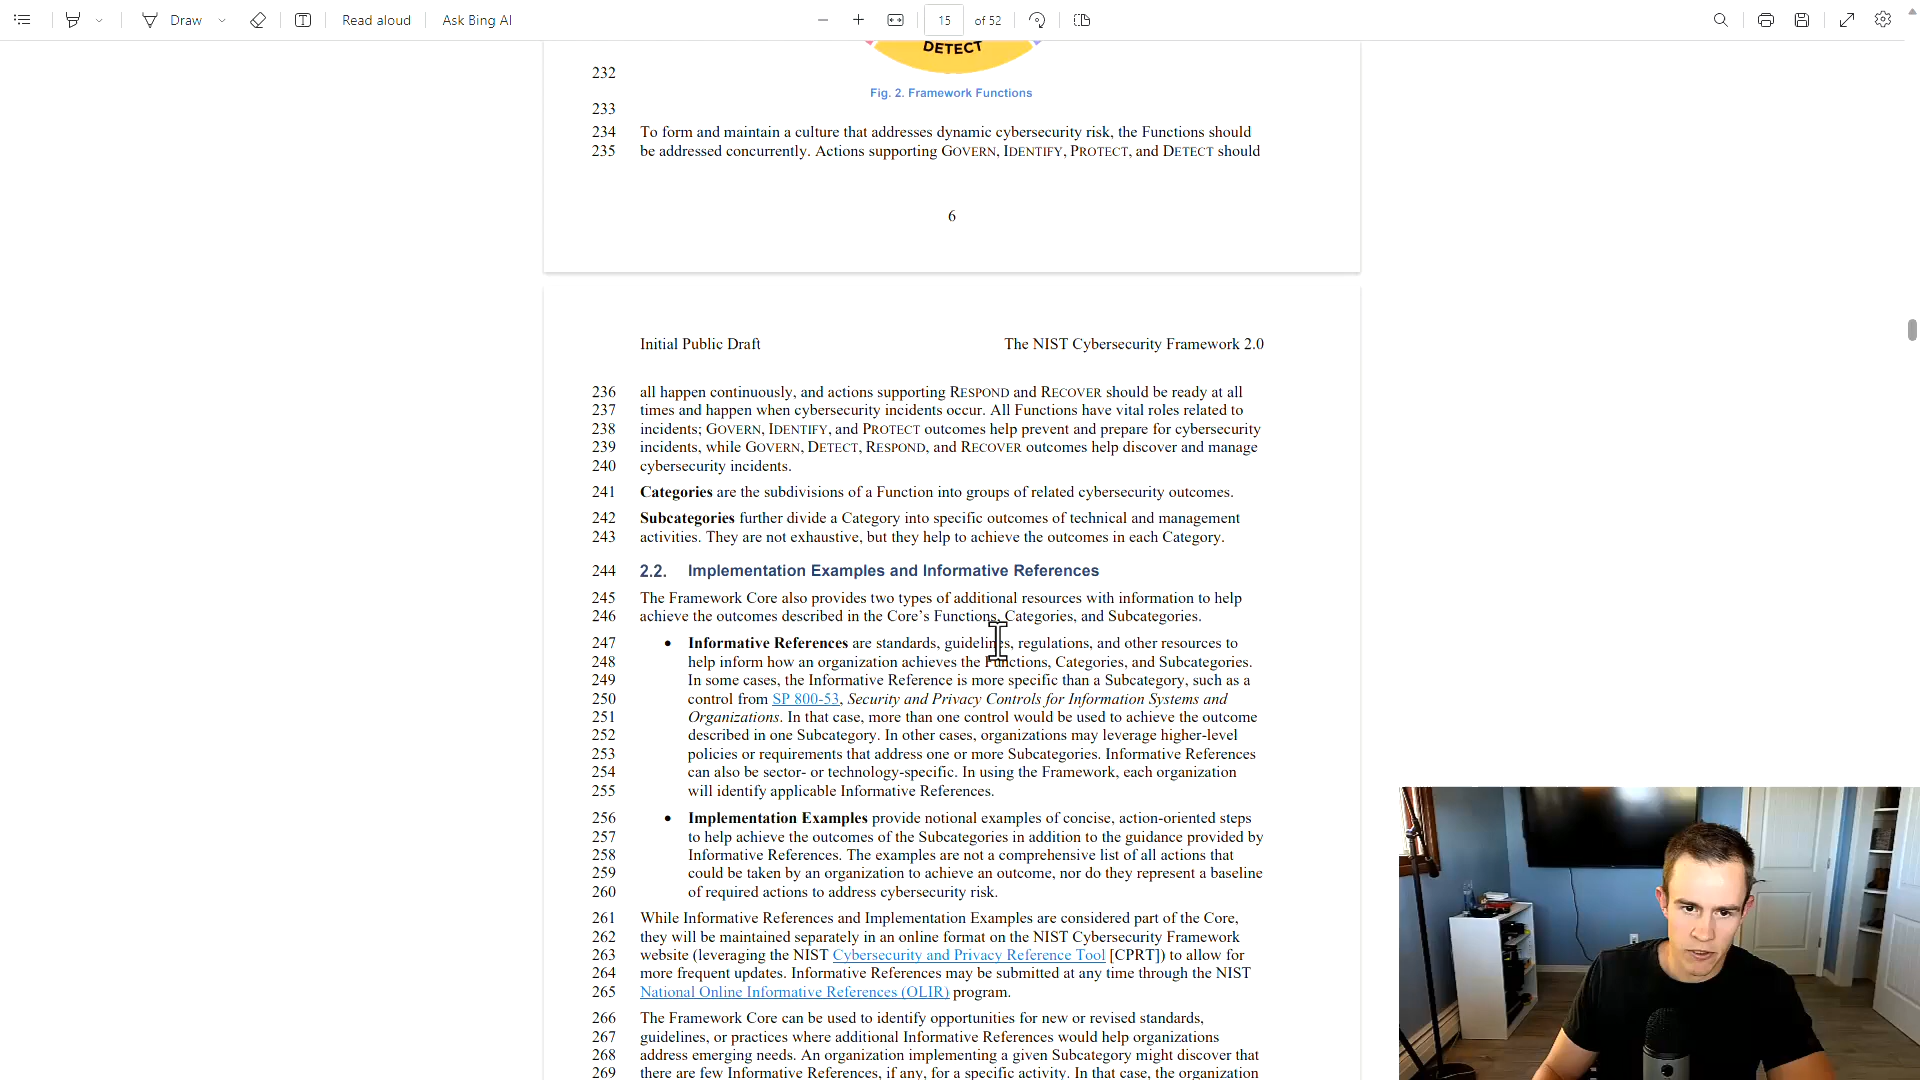 Draw
Read aloud
Ask Bing AI
15 of 52
DETECT
232
Fig. 2. Framework Functions
233
234 To form and maintain a culture that addresses dynamic cybersecurity risk, the Functions should
235 be addressed concurrently. Actions supporting GOVERN, IDENTIFY, PROTECT, and DETECT should
6
Initial Public Draft The NIST Cybersecurity Framework 2.0
236 all happen continuously, and actions supporting RESPOND and RECOVER should be ready at all
237 times and happen when cybersecurity incidents occur. All Functions have vital roles related to
238 incidents; GOVERN, IDENTIFY, and PROTECT outcomes help prevent and prepare for cybersecurity
239 incidents, while GOVERN, DETECT, RESPOND, and RECOVER outcomes help discover and manage
240 cybersecurity incidents.
241 Categories are the subdivisions of a Function into groups of related cybersecurity outcomes.
242 Subcategories further divide a Category into specific outcomes of technical and management
243 activities. They are not exhaustive, but they help to achieve the outcomes in each Category.
244 2.2. Implementation Examples and Informative References
245 The Framework Core also provides two types of additional resources with information to help
246 achieve the outcomes described in the Core's Functions, Categories, and Subcategories.
247 • Informative References are standards, guidelines, regulations, and other resources to
248 help inform how an organization achieves the Functions, Categories, and Subcategories.
249 In some cases, the Informative Reference is more specific than a Subcategory, such as a
250 control from SP 800-53, Security and Privacy Controls for Information Systems and
251 Organizations. In that case, more than one control would be used to achieve the outcome
252 described in one Subcategory. In other cases, organizations may leverage higher-level
253 policies or requirements that address one or more Subcategories. Informative References
254 can also be sector- or technology-specific. In using the Framework, each organization
255 will identify applicable Informative References.
256 • Implementation Examples provide notional examples of concise, action-oriented steps
257 to help achieve the outcomes of the Subcategories in addition to the guidance provided by
258 Informative References. The examples are not a comprehensive list of all actions that
259 could be taken by an organization to achieve an outcome, nor do they represent a baseline
260 of required actions to address cybersecurity risk.
261 While Informative References and Implementation Examples are considered part of the Core,
262 they will be maintained separately in an online format on the NIST Cybersecurity Framework
263 website (leveraging the NIST Cybersecurity and Privacy Reference Tool [CPRT]) to allow for
264 more frequent updates. Informative References may be submitted at any time through the NIST
265 National Online Informative References (OLIR) program.
266 The Framework Core can be used to identify opportunities for new or revised standards,
267 guidelines, or practices where additional Informative References would help organizations
268 address emerging needs. An organization implementing a given Subcategory might discover that
269 there are few Informative References, if any, for a specific activity. In that case, the organization